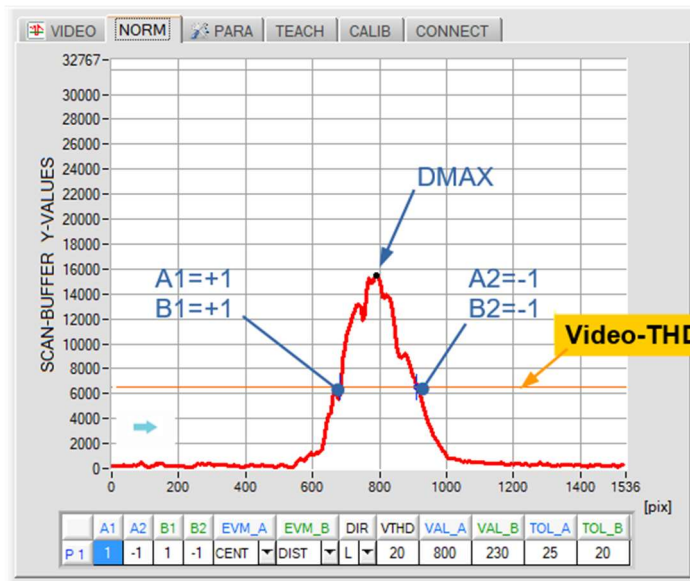 VIDEO NORM PARA TEACH CALIB CONNECT
32767
30000
28000
26000
24000
22000
20000
18000
16000
14000
12000
10000
8000
6000
4000
2000
0
SCAN-BUFFER Y-VALUES
DMAX
A1=+1
B1=+1
A2=-1
B2=-1
Video-THD
0 200 400 600 800 1000 1200 1400 1536
[pix]
A1 A2 B1 B2 EVM_A EVM_B DIR VTHD VAL_A VAL_B TOL_A TOL_B
P 1 1 -1 1 -1 CENT DIST L 20 800 230 25 20